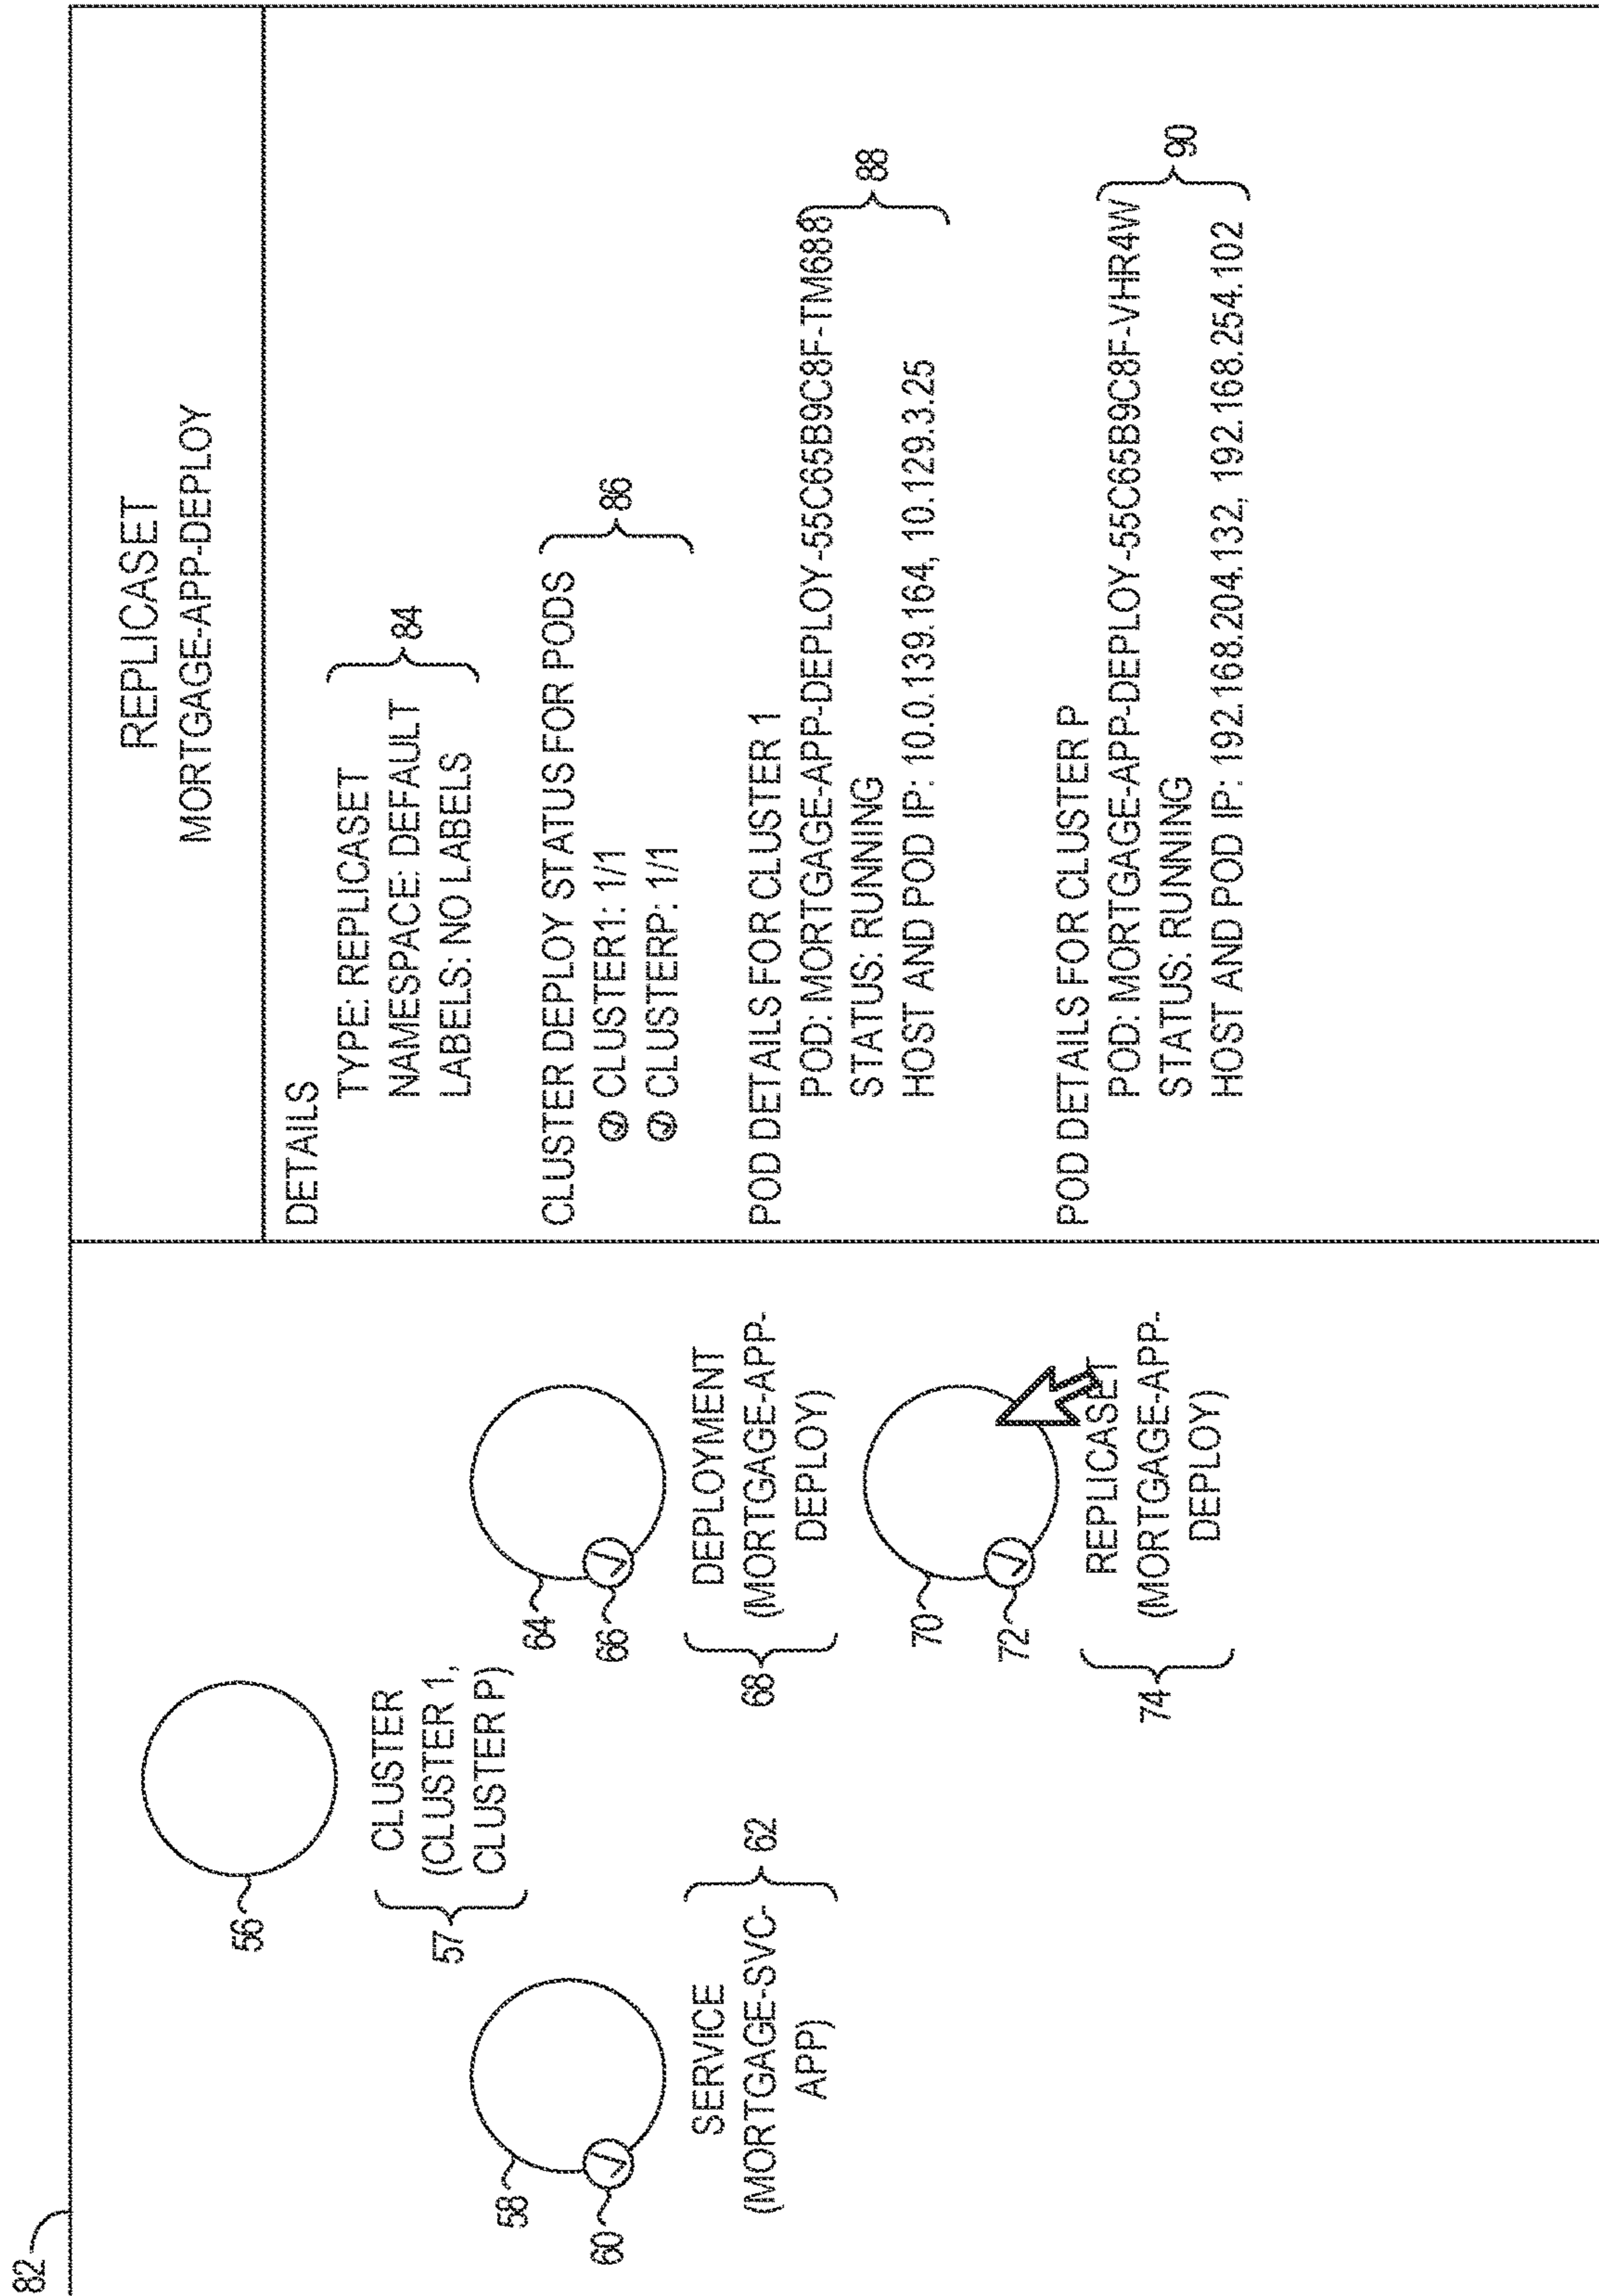 82
56
CLUSTER
(CLUSTER 1,
CLUSTER P)
57
58
60
SERVICE
(MORTGAGE-SVC-
APP)
62
64
66
DEPLOYMENT
(MORTGAGE-APP-
DEPLOY)
68
70
72
REPLICASET
(MORTGAGE-APP-
DEPLOY)
74
REPLICASET
MORTGAGE-APP-DEPLOY
DETAILS
TYPE: REPLICASET
NAMESPACE: DEFAULT
LABELS: NO LABELS
84
CLUSTER DEPLOY STATUS FOR PODS
CLUSTER1: 1/1
CLUSTERP: 1/1
86
POD DETAILS FOR CLUSTER 1
POD: MORTGAGE-APP-DEPLOY-55C65B9C8F-TM688
STATUS: RUNNING
HOST AND POD IP: 10.0.139.164, 10.129.3.25
88
POD DETAILS FOR CLUSTER P
POD: MORTGAGE-APP-DEPLOY-55C65B9C8F-VHR4W
STATUS: RUNNING
HOST AND POD IP: 192.168.204.132, 192.168.254.102
90